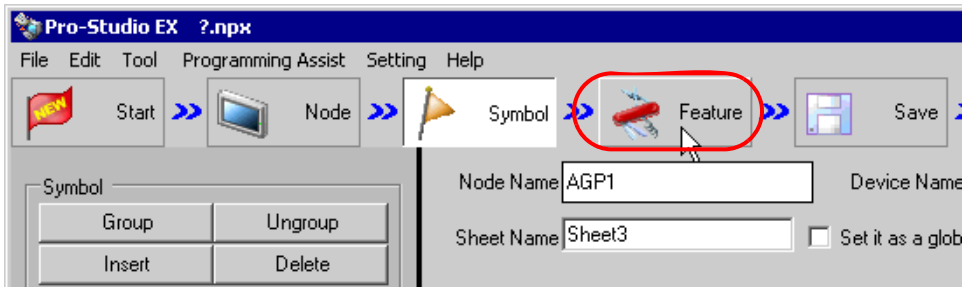 Pro-Studio EX ?.npx
File Edit Tool Programming Assist Setting Help
NEW Start Node Symbol Feature Save
Symbol
Group Ungroup
Insert Delete
Node Name AGP1 Device Name
Sheet Name Sheet3 Set it as a glob